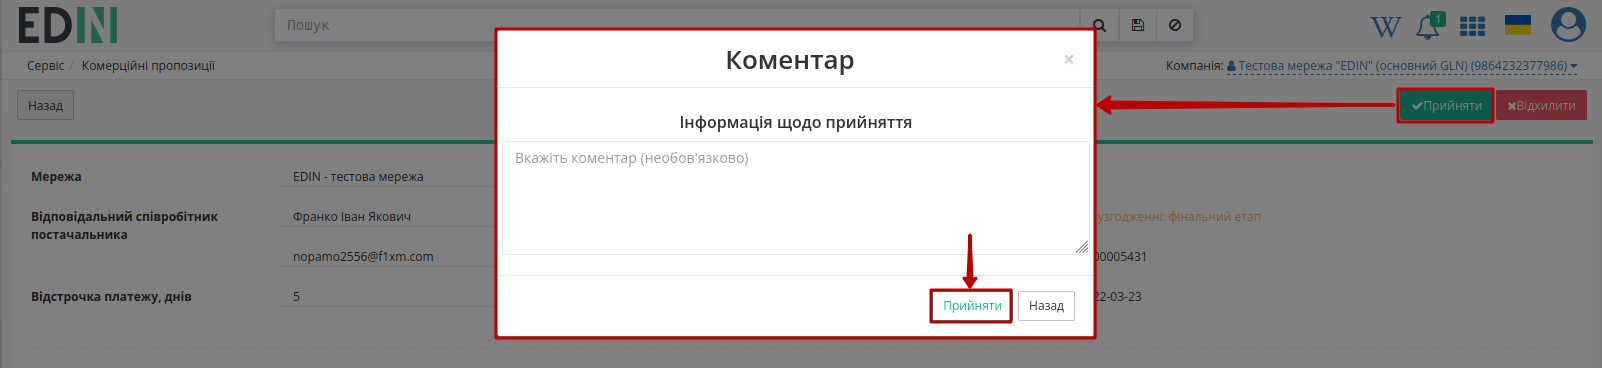 EDIN
Пошук
W
1
Сервіс / Комерційні пропозиції
Компанія: Тестова мережа "EDIN" (основний GLN) (9864232377986)
Назад
Прийняти
Відхилити
Коментар
×
Інформація щодо прийняття
Вкажіть коментар (необов'язково)
Прийняти
Назад
Мережа
EDIN - тестова мережа
Відповідальний співробітник
постачальника
Франко Іван Якович
узгодженні: фінальний етап
nopamo2556@f1xm.com
00005431
Відстрочка платежу, днів
5
22-03-23